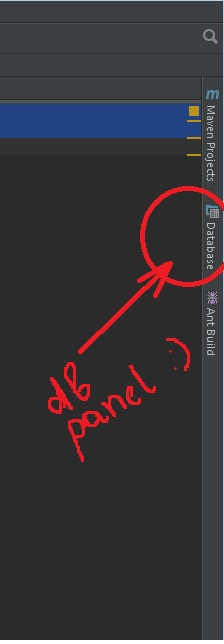 m
Maven Projects
Database
Ant Build
db
panel :)